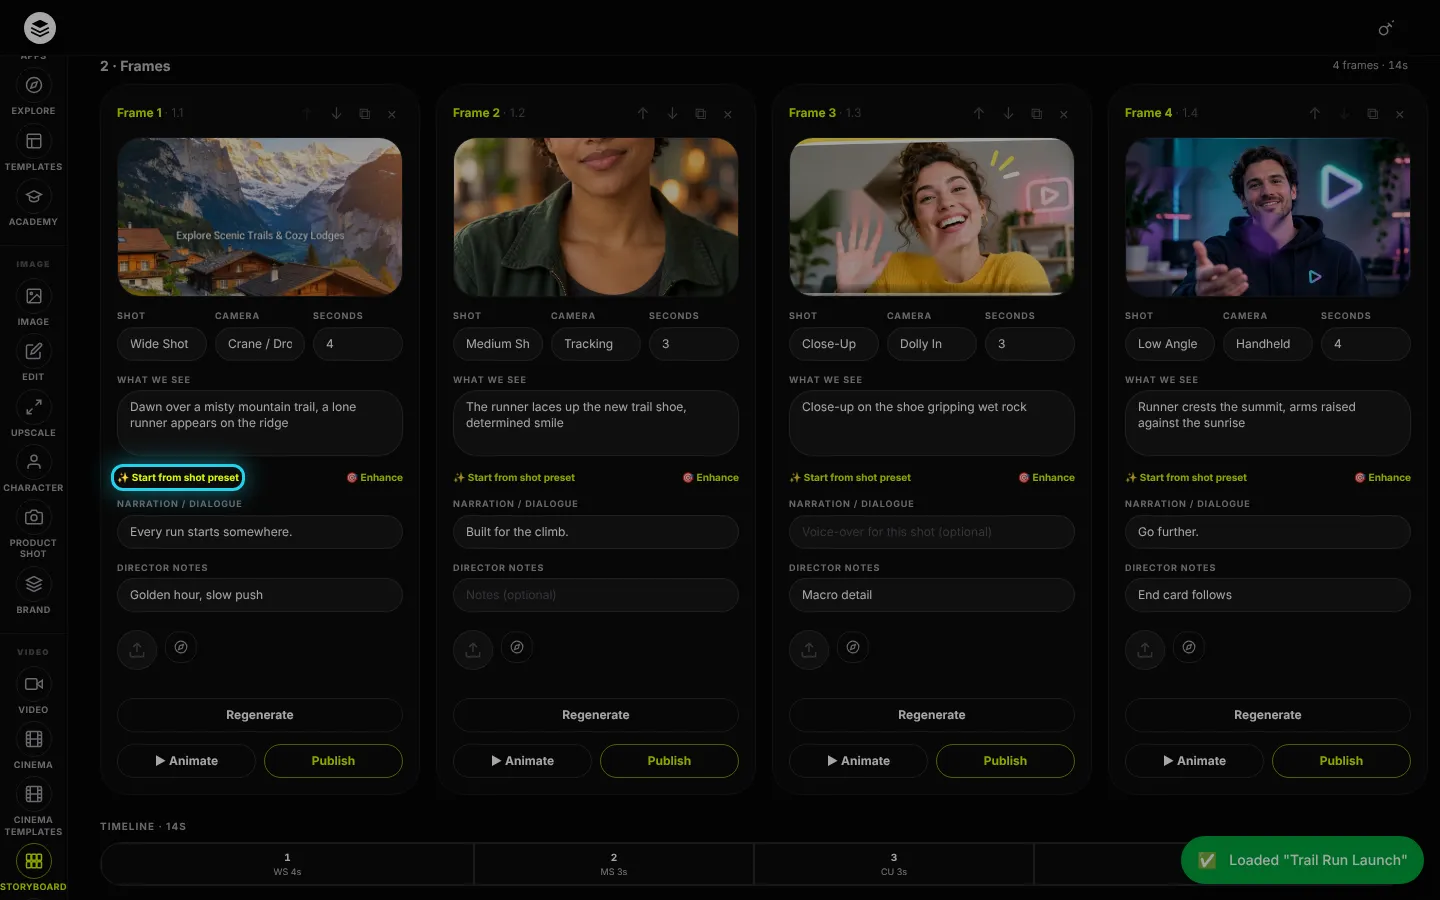 APPS
EXPLORE
TEMPLATES
ACADEMY
IMAGE
IMAGE
EDIT
UPSCALE
CHARACTER
PRODUCT
SHOT
BRAND
VIDEO
VIDEO
CINEMA
CINEMA
TEMPLATES
STORYBOARD
2 · Frames
4 frames · 14s
Frame 1 · 1.1
Explore Scenic Trails & Cozy Lodges
SHOT CAMERA SECONDS
Wide Shot Crane / Drc 4
WHAT WE SEE
Dawn over a misty mountain trail, a lone
runner appears on the ridge
✨ Start from shot preset 🎯 Enhance
NARRATION / DIALOGUE
Every run starts somewhere.
DIRECTOR NOTES
Golden hour, slow push
Regenerate
▶ Animate Publish
Frame 2 · 1.2
SHOT CAMERA SECONDS
Medium Sh Tracking 3
WHAT WE SEE
The runner laces up the new trail shoe,
determined smile
✨ Start from shot preset 🎯 Enhance
NARRATION / DIALOGUE
Built for the climb.
DIRECTOR NOTES
Notes (optional)
Regenerate
▶ Animate Publish
Frame 3 · 1.3
SHOT CAMERA SECONDS
Close-Up Dolly In 3
WHAT WE SEE
Close-up on the shoe gripping wet rock
✨ Start from shot preset 🎯 Enhance
NARRATION / DIALOGUE
Voice-over for this shot (optional)
DIRECTOR NOTES
Macro detail
Regenerate
▶ Animate Publish
Frame 4 · 1.4
SHOT CAMERA SECONDS
Low Angle Handheld 4
WHAT WE SEE
Runner crests the summit, arms raised
against the sunrise
✨ Start from shot preset 🎯 Enhance
NARRATION / DIALOGUE
Go further.
DIRECTOR NOTES
End card follows
Regenerate
▶ Animate Publish
TIMELINE · 14S
1
WS 4s
2
MS 3s
3
CU 3s
✅ Loaded "Trail Run Launch"